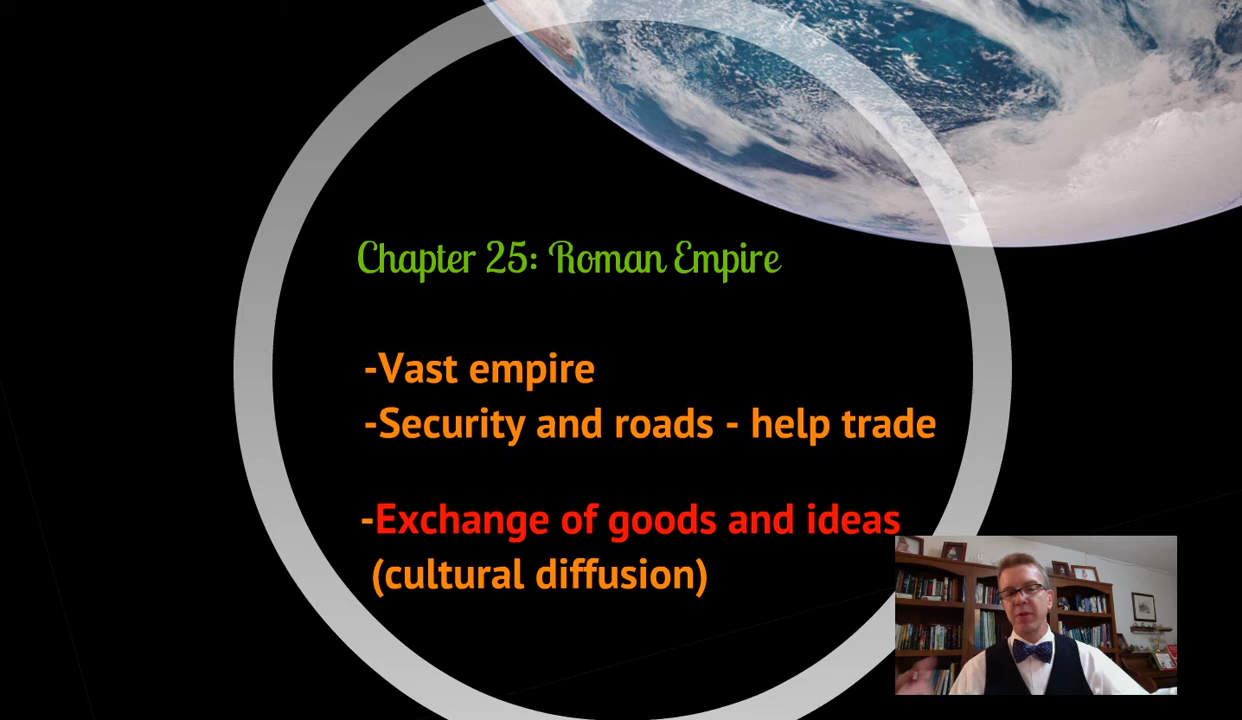 Chapter 25: Roman Empire
-Vast empire
-Security and roads - help trade
-Exchange of goods and ideas
(cultural diffusion)